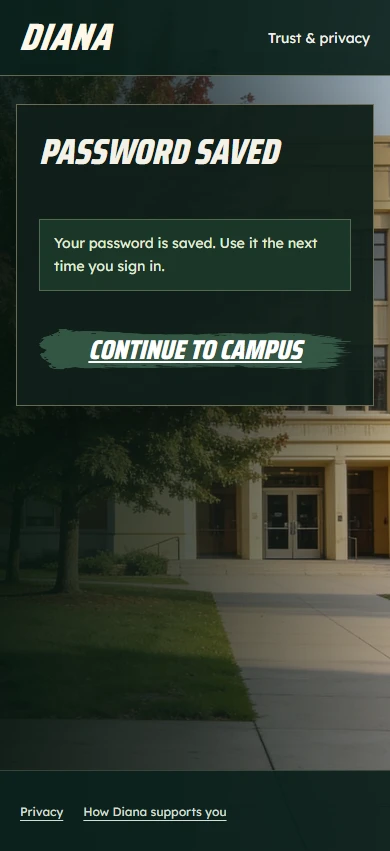 DIANA
Trust & privacy
PASSWORD SAVED
Your password is saved. Use it the next
time you sign in.
CONTINUE TO CAMPUS
Privacy
How Diana supports you